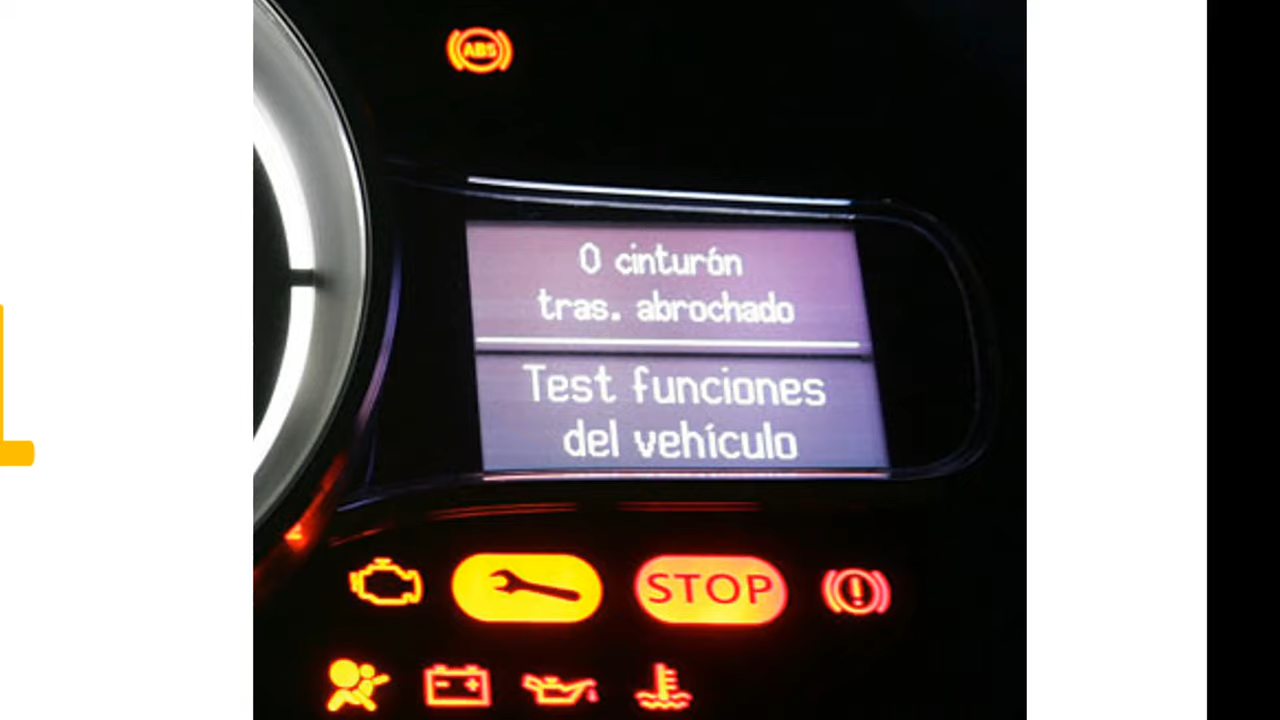 ABS
0 cinturón
tras. abrochado
Test funciones
del vehículo
STOP